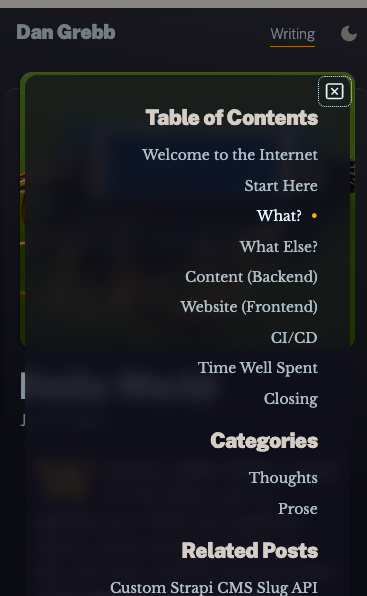 Dan Grebb
Writing
Table of Contents
Welcome to the Internet
Start Here
What?
What Else?
Content (Backend)
Website (Frontend)
CI/CD
Time Well Spent
Closing
Categories
Thoughts
Prose
Related Posts
Custom Strapi CMS Slug API